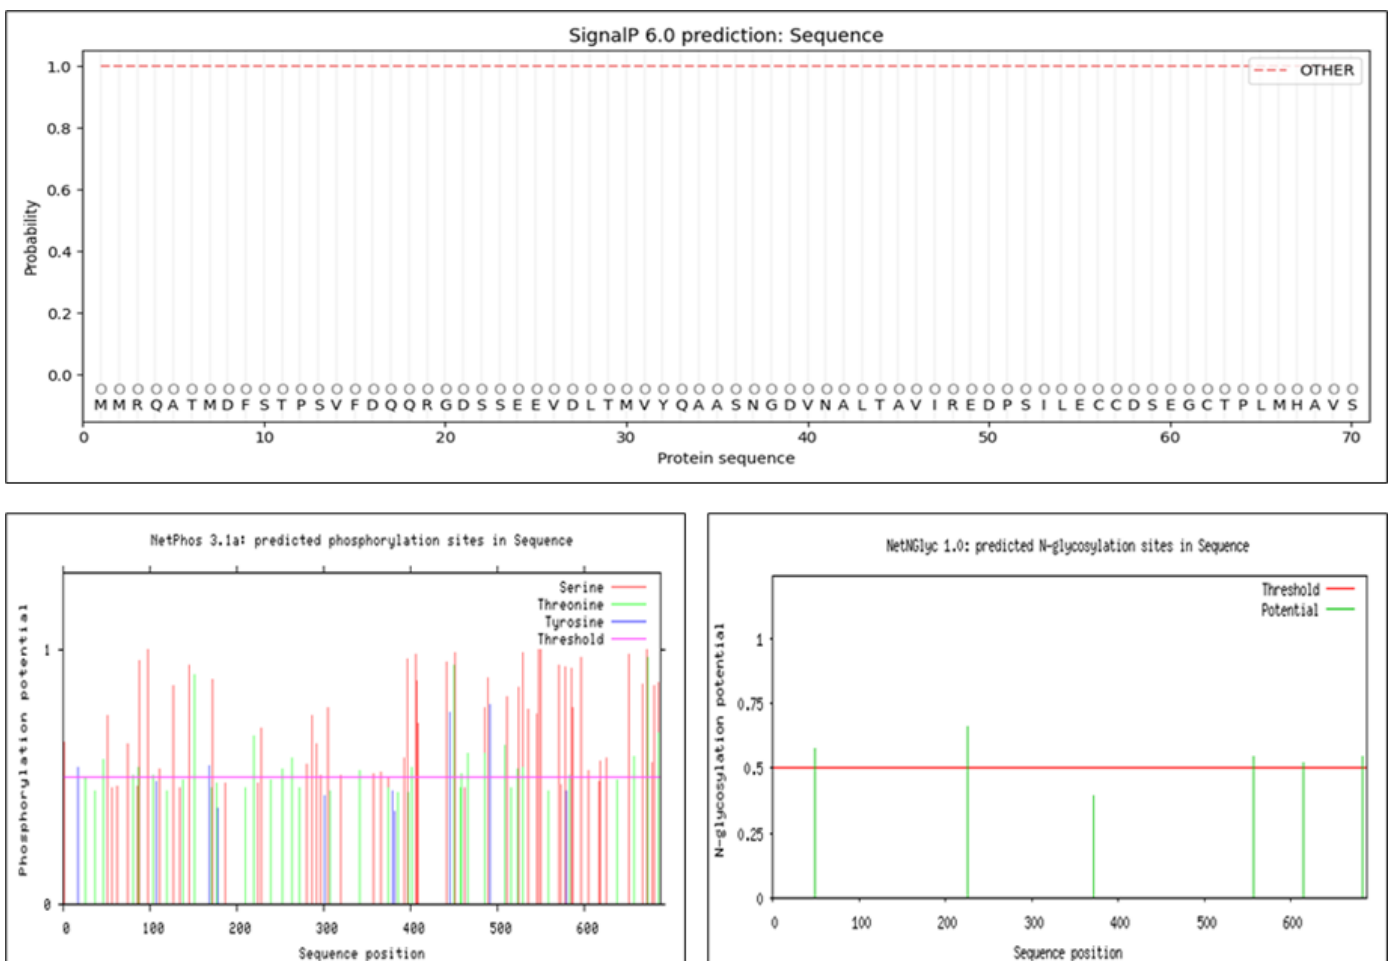 SignalP 6.0 prediction: Sequence
1.0
OTHER
0.8
0.6
0.4
0.2
0.0
Probability
O O O O O O O O O O O O O O O O O O O O O O O O O O O O O O O O O O O O O O O O O O O O O O O O O O O O O O O O O O O O O O O O O O O O O O
M M R Q A T M D F S T P S V F D Q Q R G D S S E E V D L T M V Y Q A A S N G D V N A L T A V I R E D P S I L E C C D S E G C T P L M H A V S
0 10 20 30 40 50 60 70
Protein sequence
NetPhos 3.1a: predicted phosphorylation sites in Sequence
Serine
Threonine
Tyrosine
Threshold
1
0
Phosphorylation potential
0 100 200 300 400 500 600
Sequence position
NetNGlyc 1.0: predicted N-glycosylation sites in Sequence
Threshold
Potential
1
0.75
0.5
0.25
0
N-glycosylation potential
0 100 200 300 400 500 600
Sequence position